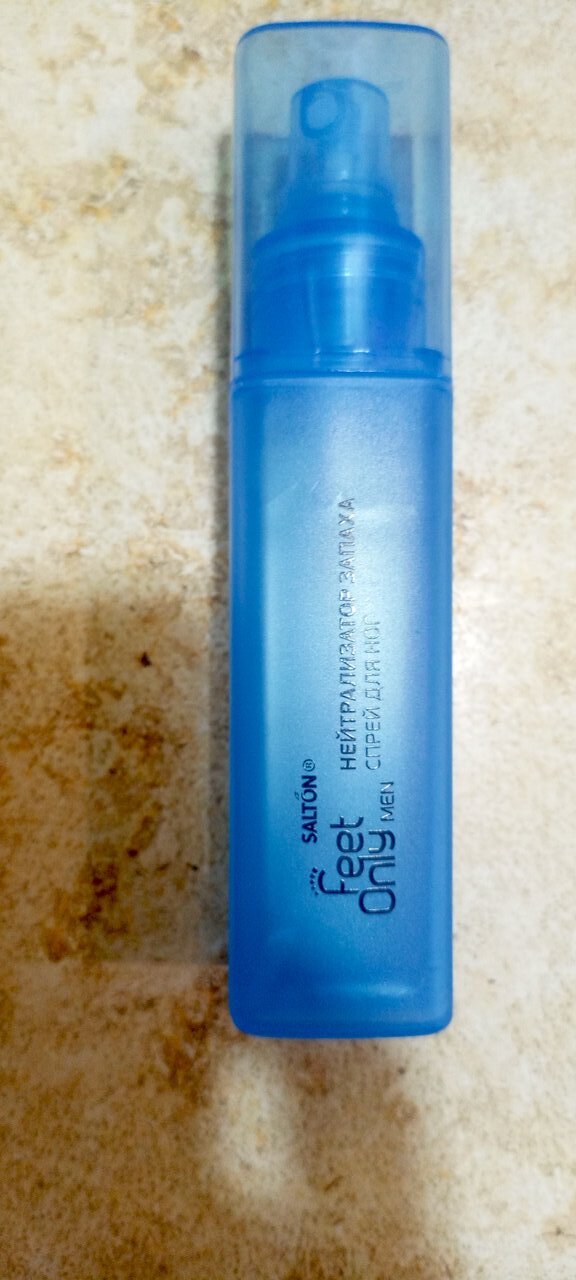 SALTON®
feet
Only MEN
НЕЙТРАЛИЗАТОР ЗАПАХА
СПРЕЙ ДЛЯ НОГ